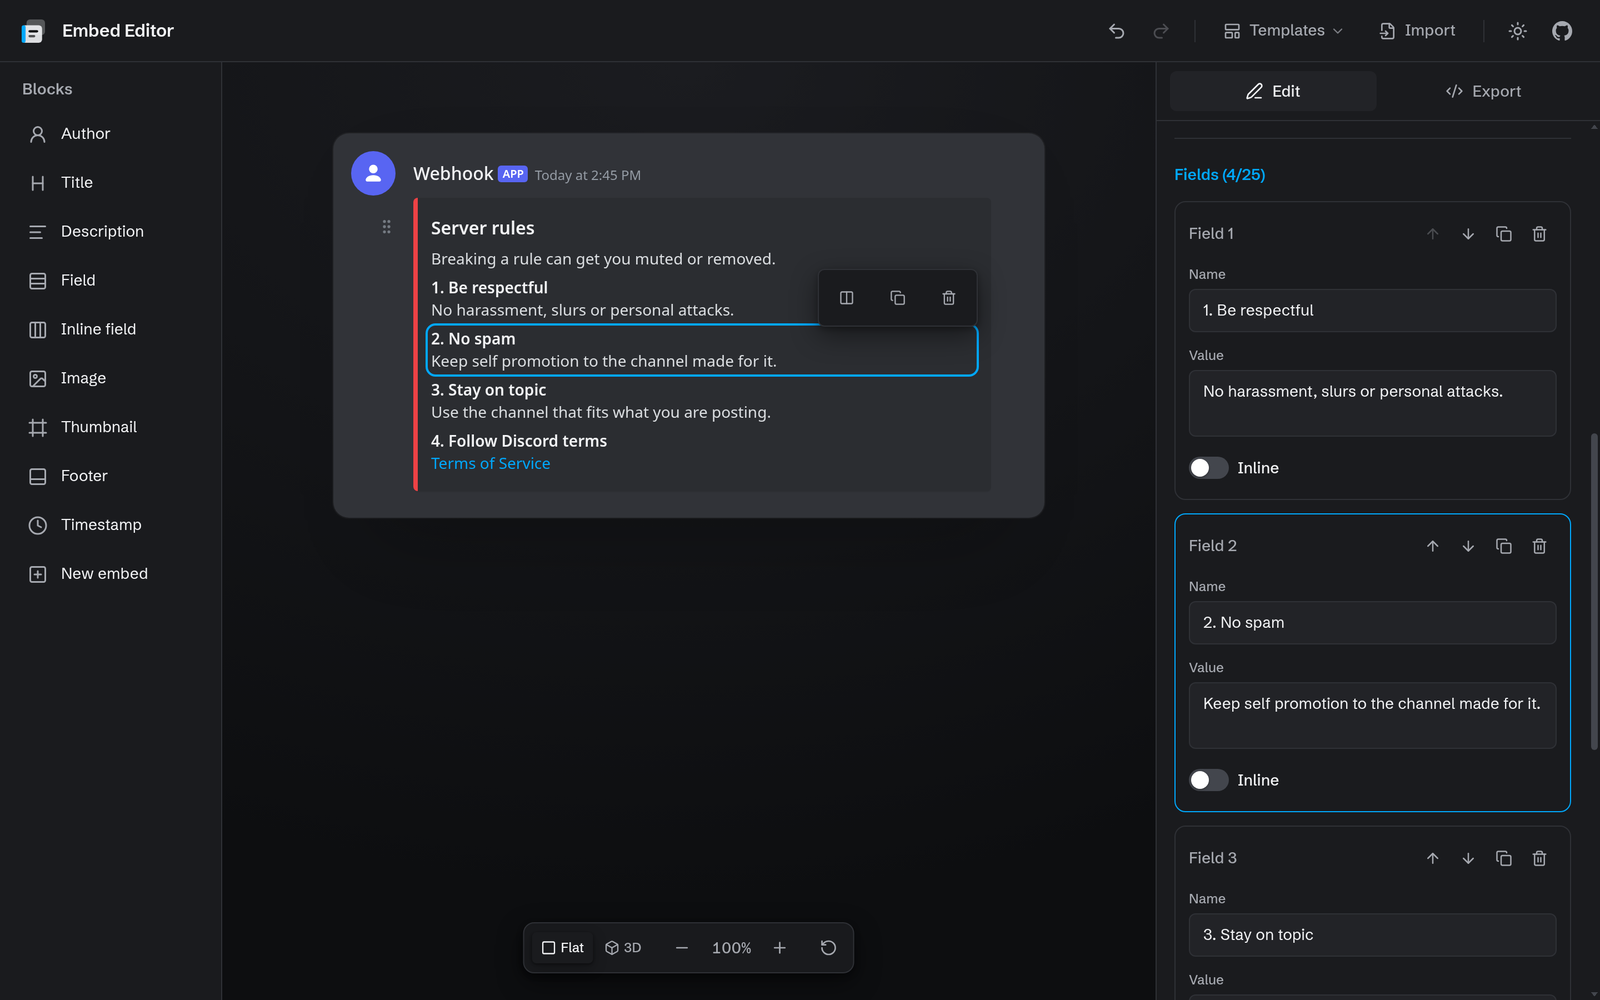 Embed Editor
Templates
Import
Blocks
Author
Title
Description
Field
Inline field
Image
Thumbnail
Footer
Timestamp
New embed
Webhook APP Today at 2:45 PM
Server rules
Breaking a rule can get you muted or removed.
1. Be respectful
No harassment, slurs or personal attacks.
2. No spam
Keep self promotion to the channel made for it.
3. Stay on topic
Use the channel that fits what you are posting.
4. Follow Discord terms
Terms of Service
Flat
3D
100%
Edit
Export
Fields (4/25)
Field 1
Name
1. Be respectful
Value
No harassment, slurs or personal attacks.
Inline
Field 2
Name
2. No spam
Value
Keep self promotion to the channel made for it.
Inline
Field 3
Name
3. Stay on topic
Value